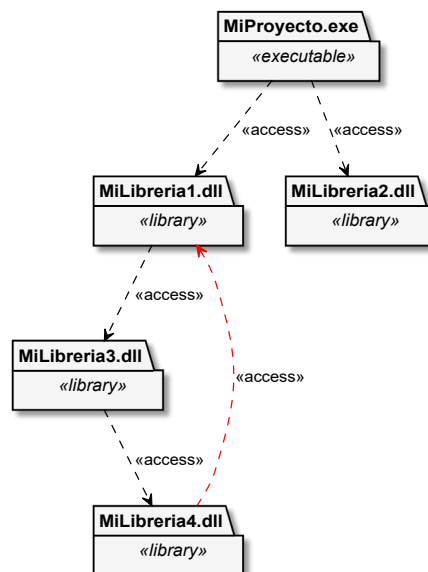 MiProyecto.exe
«executable»
«access»
«access»
MiLibreria1.dll
«library»
MiLibreria2.dll
«library»
«access»
MiLibreria3.dll
«library»
«access»
«access»
MiLibreria4.dll
«library»